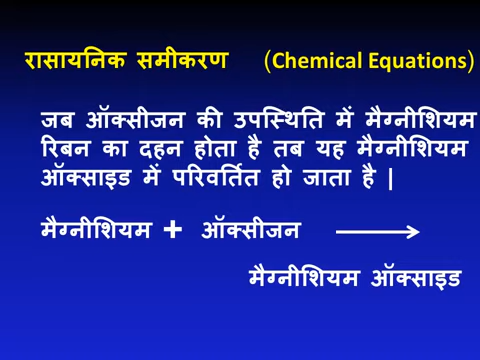 रासायनिक समीकरण (Chemical Equations)
जब ऑक्सीजन की उपस्थिति में मैग्नीशियम
रिबन का दहन होता है तब यह मैग्नीशियम
ऑक्साइड में परिवर्तित हो जाता है |
मैग्नीशियम + ऑक्सीजन ⟶
मैग्नीशियम ऑक्साइड